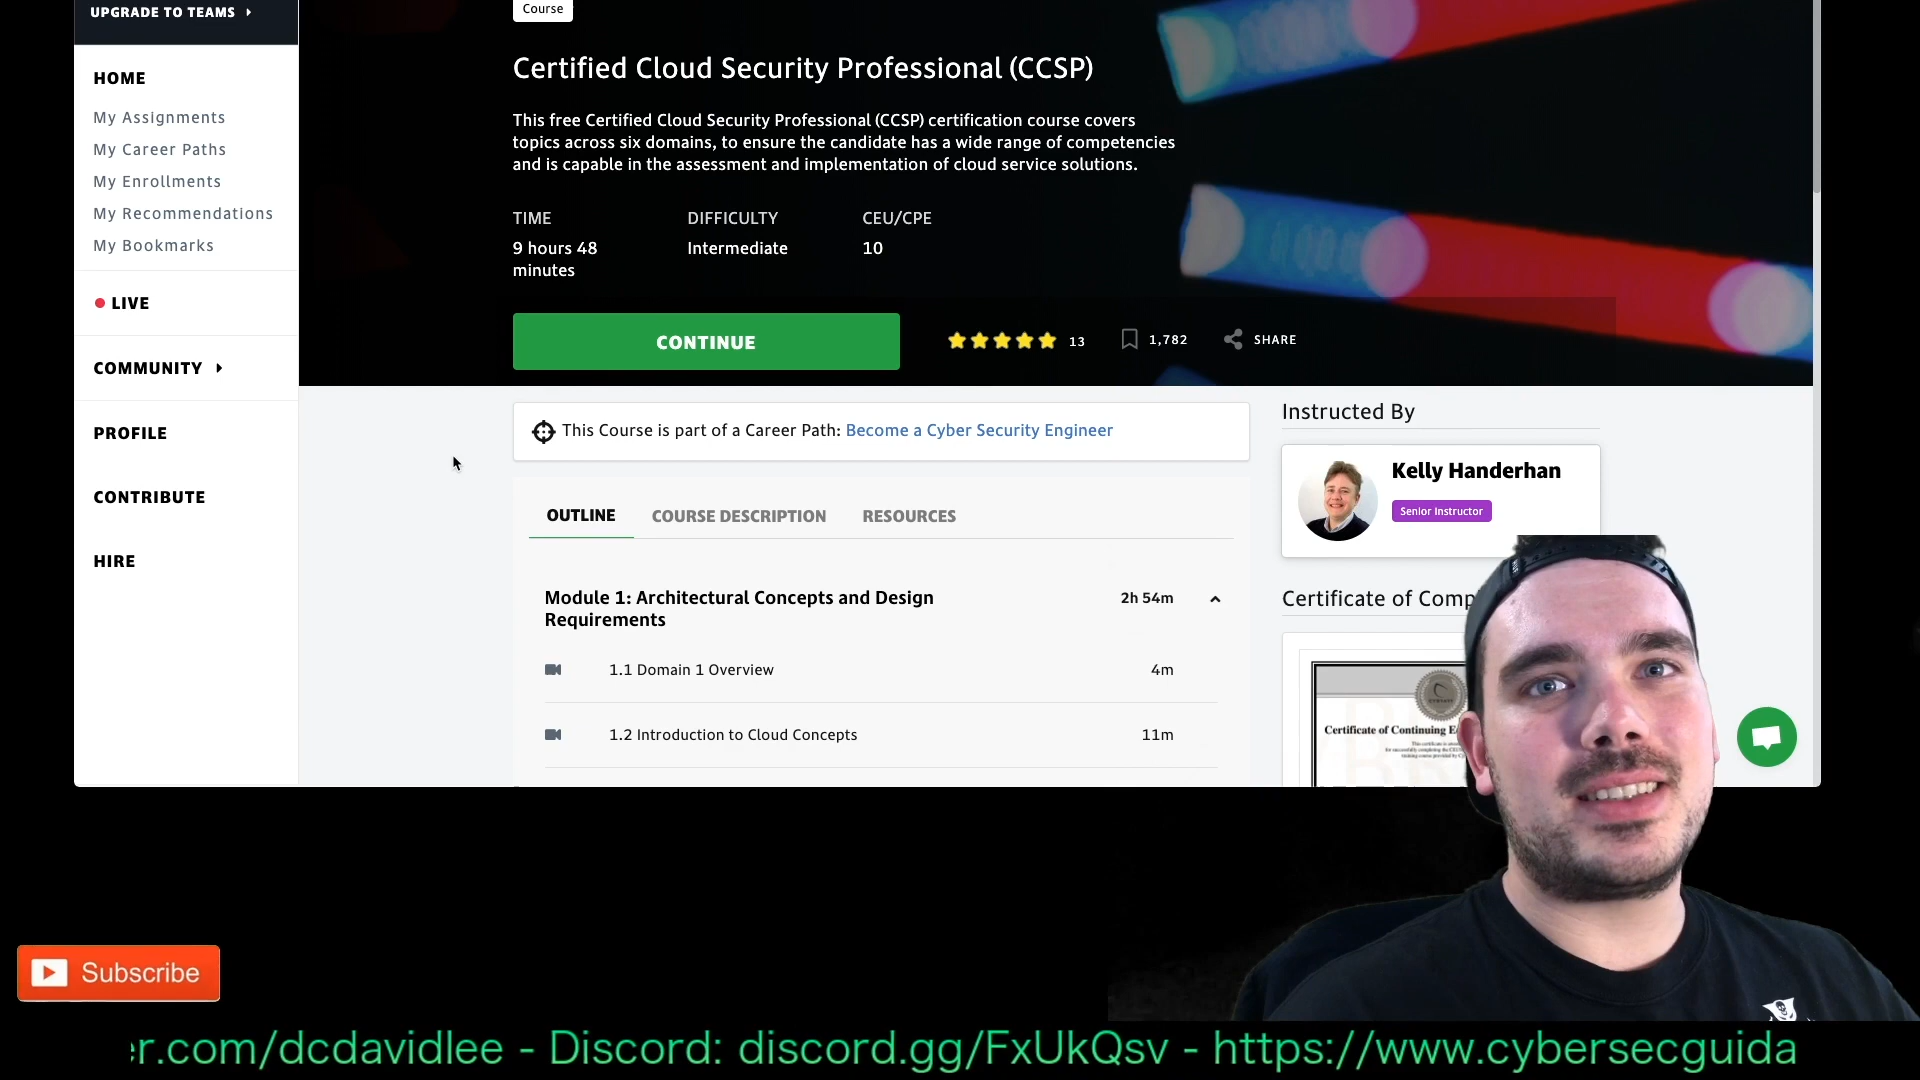 UPGRADE TO TEAMS
HOME
My Assignments
My Career Paths
My Enrollments
My Recommendations
My Bookmarks
LIVE
COMMUNITY
PROFILE
CONTRIBUTE
HIRE
Course
Certified Cloud Security Professional (CCSP)
This free Certified Cloud Security Professional (CCSP) certification course covers
topics across six domains, to ensure the candidate has a wide range of competencies
and is capable in the assessment and implementation of cloud service solutions.
TIME DIFFICULTY CEU/CPE
9 hours 48 Intermediate 10
minutes
CONTINUE 13 1,782 SHARE
This Course is part of a Career Path: Become a Cyber Security Engineer
OUTLINE COURSE DESCRIPTION RESOURCES
Module 1: Architectural Concepts and Design 2h 54m
Requirements
1.1 Domain 1 Overview 4m
1.2 Introduction to Cloud Concepts 11m
Instructed By
Kelly Handerhan
Senior Instructor
Certificate of Comp
Certificate of Continuing E
Subscribe
er.com/dcdavidlee - Discord: discord.gg/FxUkQsv - https://www.cybersecguida